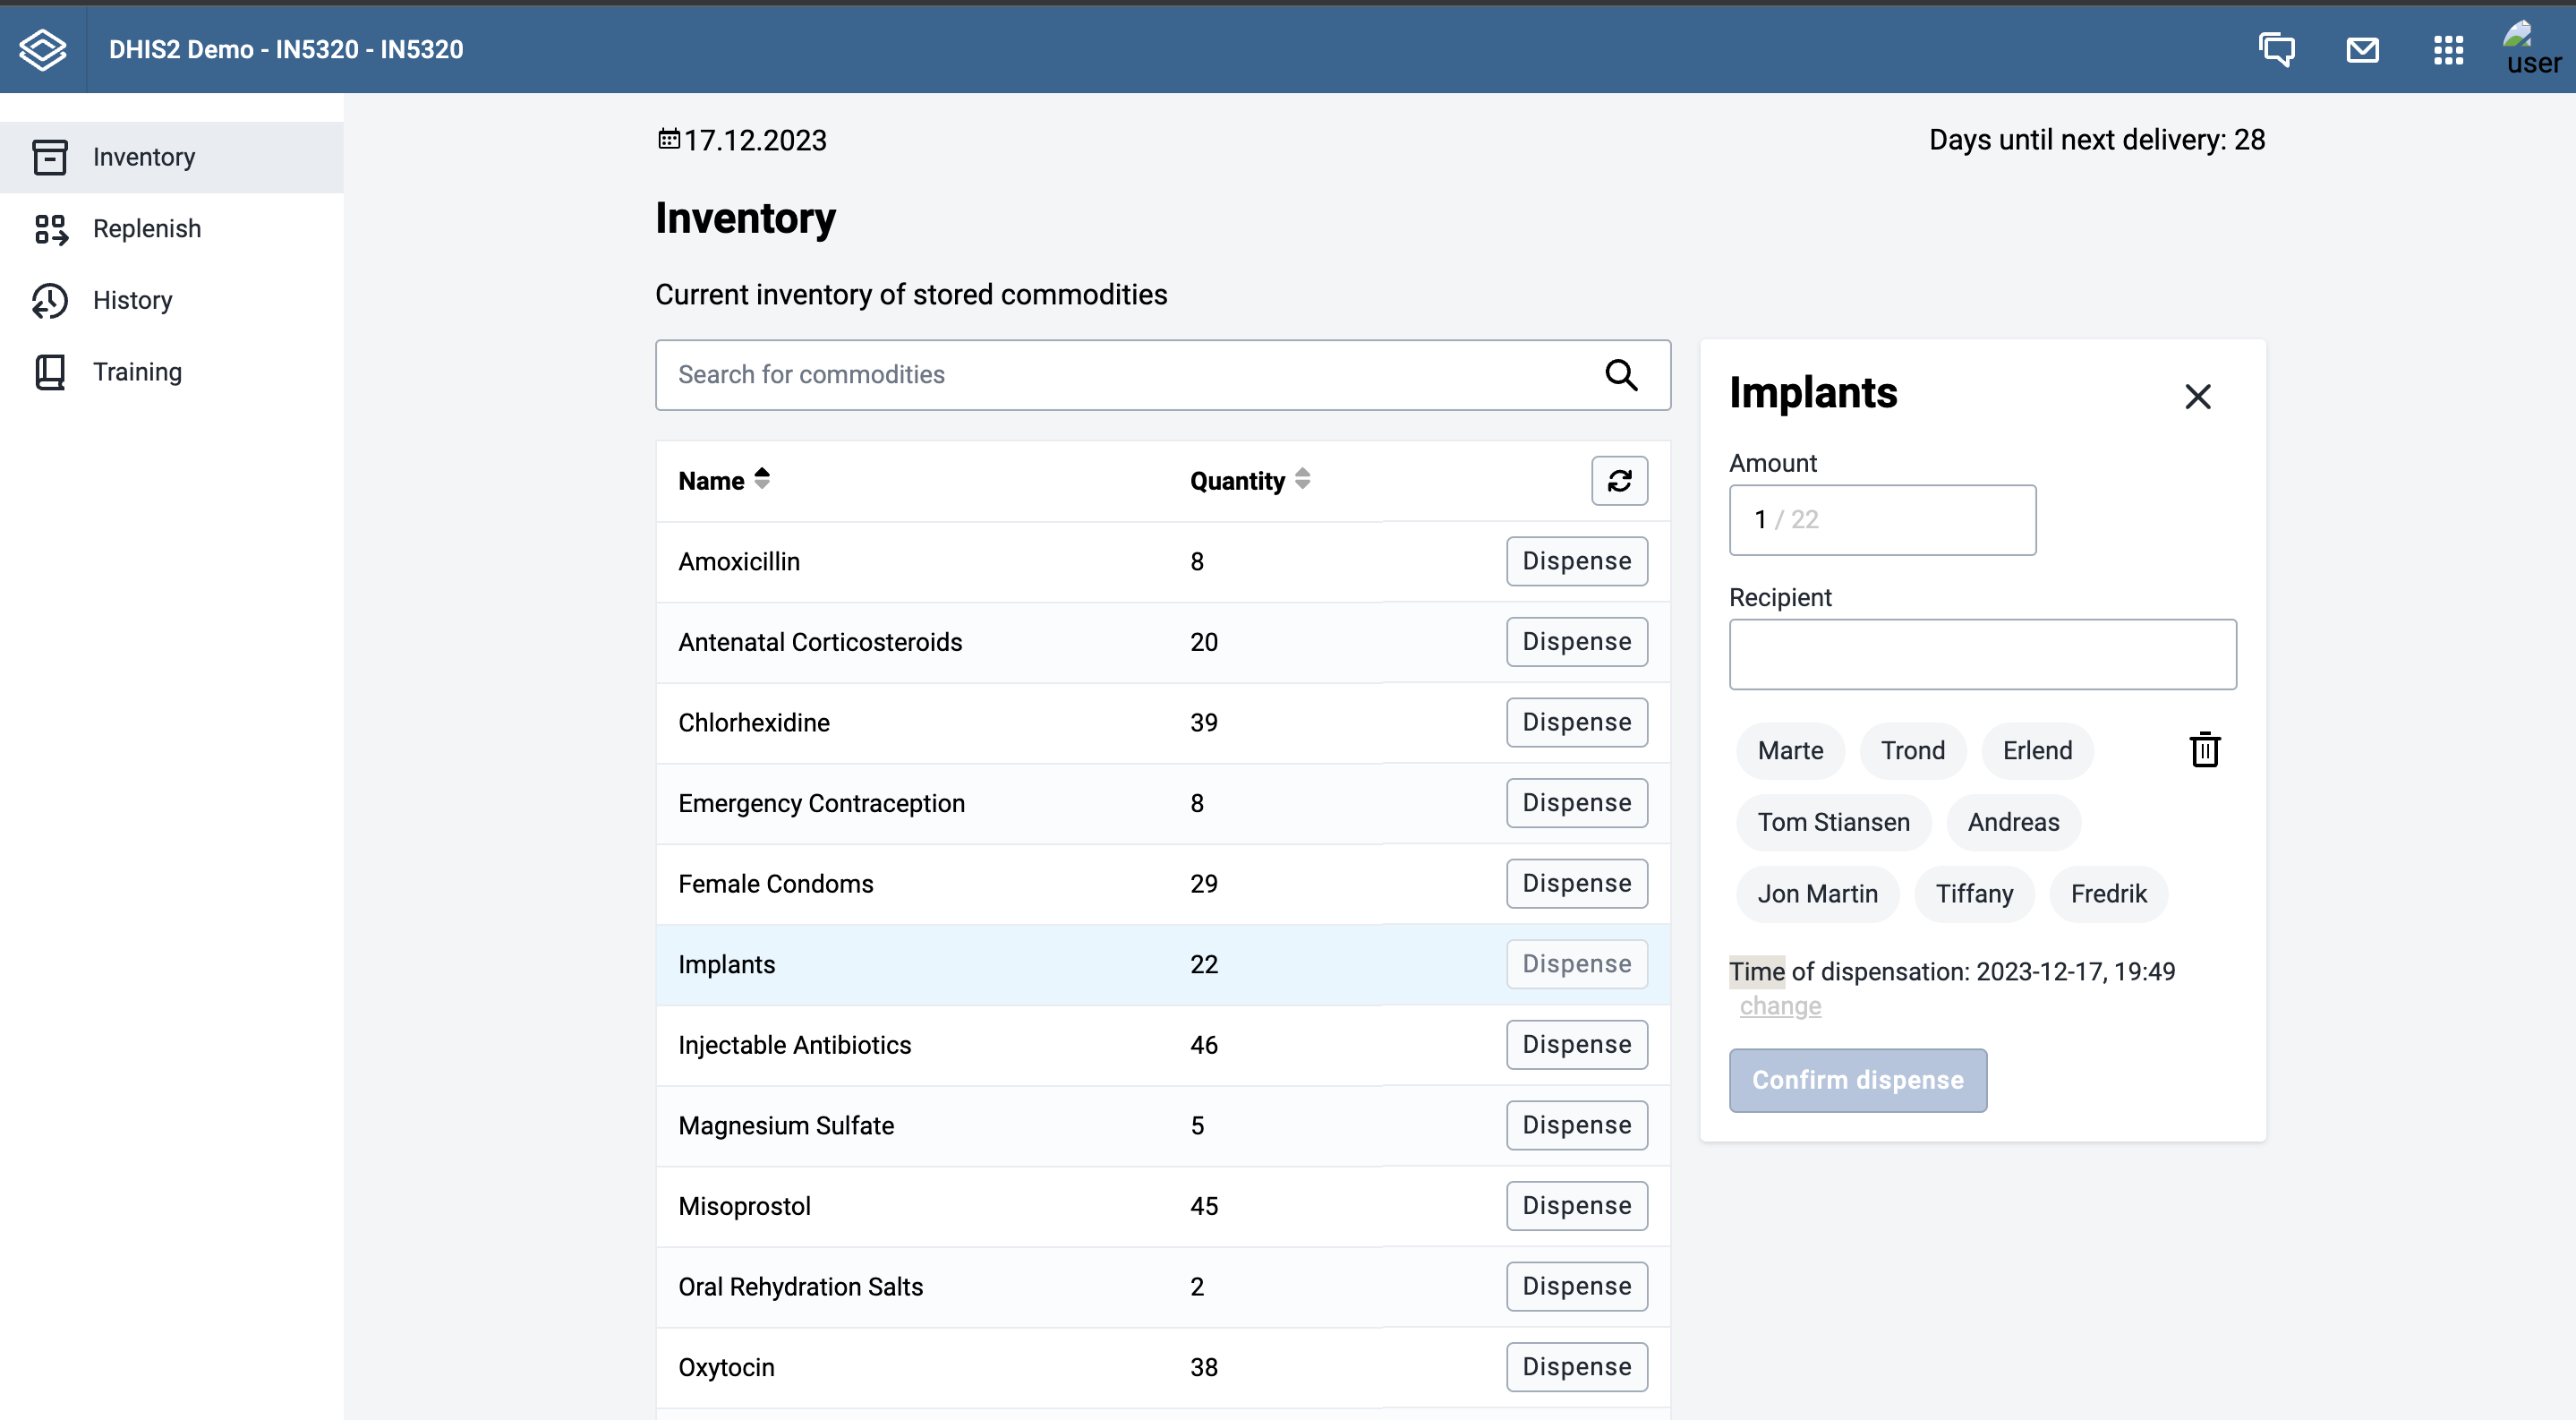 DHIS2 Demo - IN5320 - IN5320
user
Inventory
Replenish
History
Training
17.12.2023
Days until next delivery: 28
Inventory
Current inventory of stored commodities
Search for commodities
Name Quantity
Amoxicillin 8 Dispense
Antenatal Corticosteroids 20 Dispense
Chlorhexidine 39 Dispense
Emergency Contraception 8 Dispense
Female Condoms 29 Dispense
Implants 22 Dispense
Injectable Antibiotics 46 Dispense
Magnesium Sulfate 5 Dispense
Misoprostol 45 Dispense
Oral Rehydration Salts 2 Dispense
Oxytocin 38 Dispense
Implants
Amount
1 / 22
Recipient
Marte Trond Erlend
Tom Stiansen Andreas
Jon Martin Tiffany Fredrik
Time of dispensation: 2023-12-17, 19:49
change
Confirm dispense